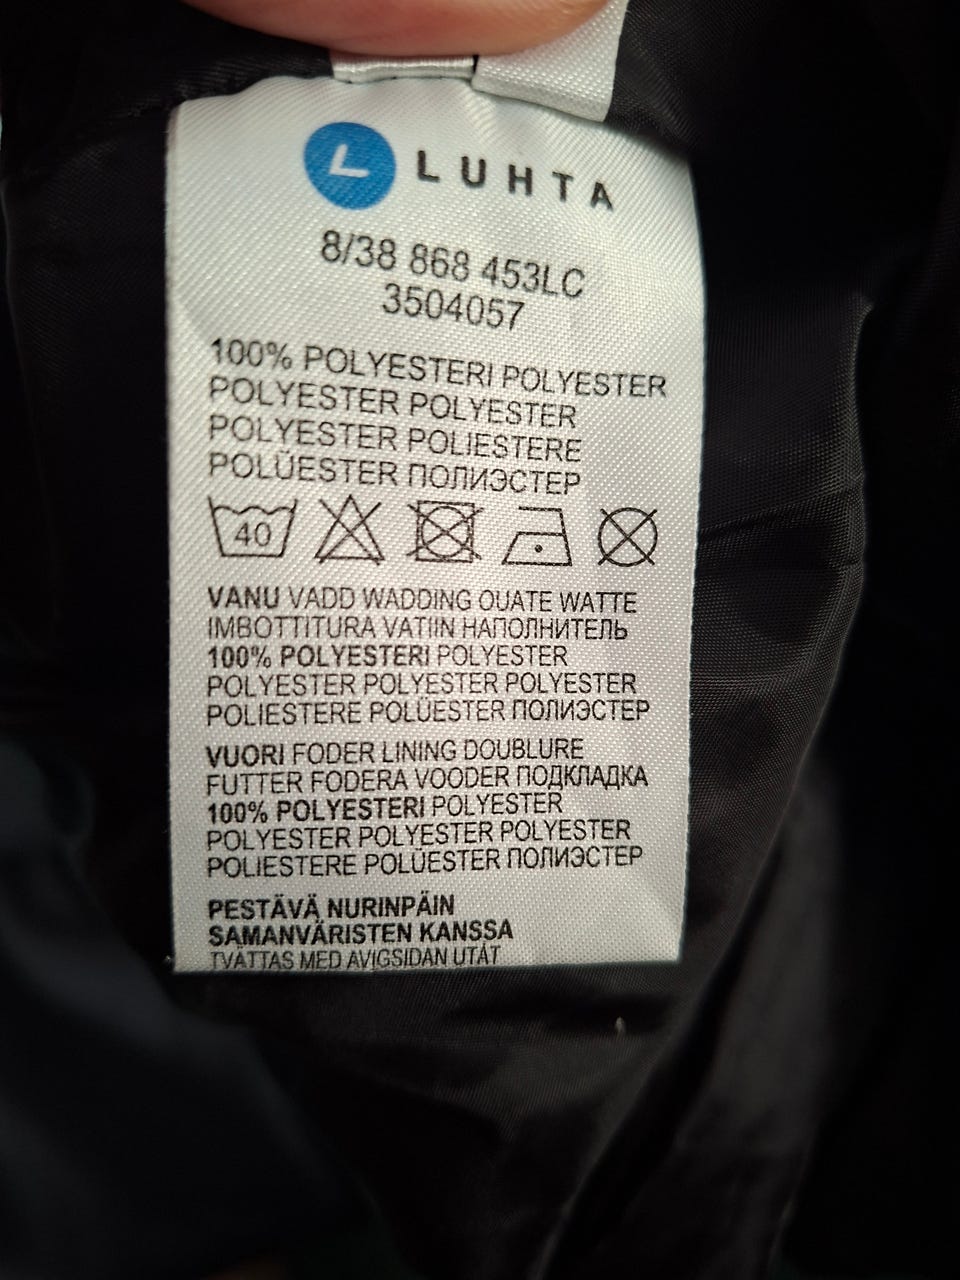 L LUHTA
8/38 868 453LC
3504057
100% POLYESTERI POLYESTER
POLYESTER POLYESTER
POLYESTER POLIESTERE
POLÜESTER ПОЛИЭСТЕР
40
VANU VADD WADDING OUATE WATTE
IMBOTTITURA VATIIN НАПОЛНИТЕЛЬ
100% POLYESTERI POLYESTER
POLYESTER POLYESTER POLYESTER
POLIESTERE POLÜESTER ПОЛИЭСТЕР
VUORI FODER LINING DOUBLURE
FUTTER FODERA VOODER ПОДКЛАДКА
100% POLYESTERI POLYESTER
POLYESTER POLYESTER POLYESTER
POLIESTERE POLÜESTER ПОЛИЭСТЕР
PESTÄVÄ NURINPÄIN
SAMANVÄRISTEN KANSSA
TVÄTTAS MED AVIGSIDAN UTÅT